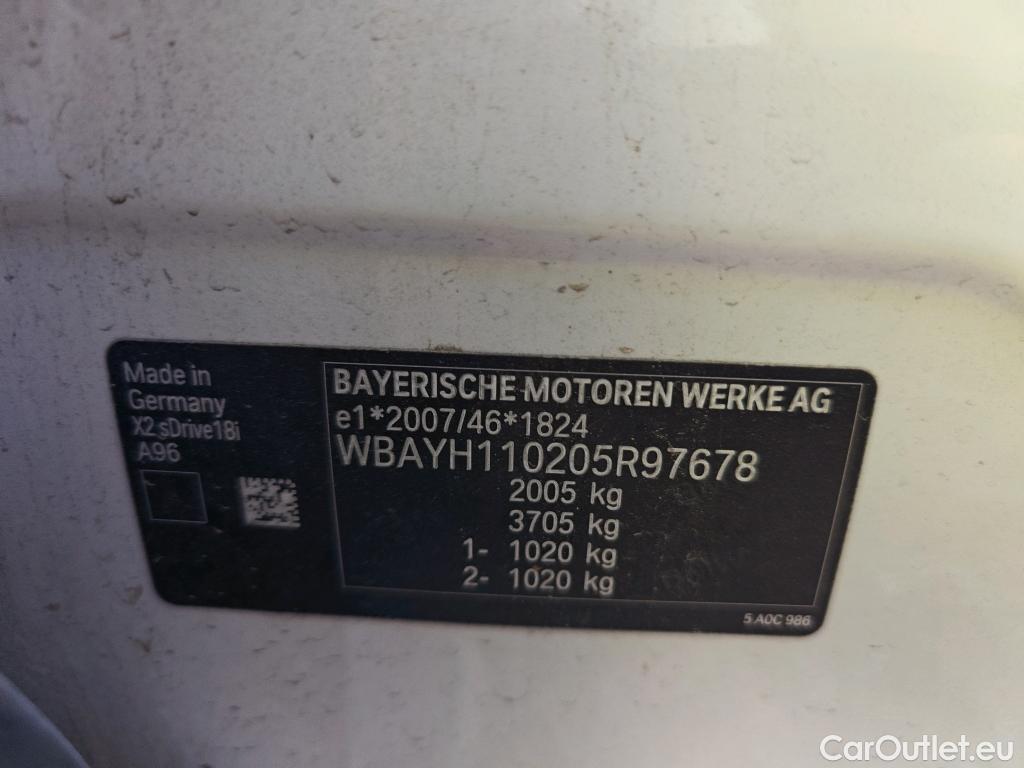 Made in
Germany
X2 sDrive18i
A96
BAYERISCHE MOTOREN WERKE AG
e1*2007/46*1824
WBAYH110205R97678
2005 kg
3705 kg
1- 1020 kg
2- 1020 kg
5 A0C 986
CarOutlet.eu